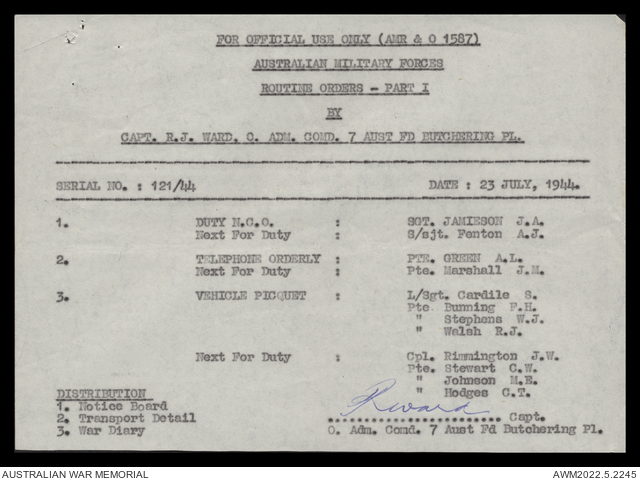 FOR OFFICIAL USE ONLY (AMR & O 1587)
AUSTRALIAN MILITARY FORCES
ROUTINE ORDERS - PART I
BY
CAPT. R.J. WARD, O. ADM. COMD. 7 AUST FD BUTCHERING PL.
SERIAL NO. : 121/44 DATE : 23 JULY, 1944.
1. DUTY N.C.O. : SGT. JAMIESON J.A.
Next For Duty : S/sjt. Fenton A.J.
2. TELEPHONE ORDERLY : PTE. GREEN A.L.
Next For Duty : Pte. Marshall J.M.
3. VEHICLE PICQUET : L/Sgt. Cardile S.
Pte. Bunning F.H.
" Stephens W.J.
" Walsh R.J.
Next For Duty : Cpl. Rimmington J.W.
Pte. Stewart C.W.
" Johnson M.E.
" Hodges C.T.
DISTRIBUTION
1. Notice Board
2. Transport Detail
3. War Diary
RWard
........................ Capt.
O. Adm. Comd. 7 Aust Fd Butchering Pl.
AUSTRALIAN WAR MEMORIAL AWM2022.5.2245